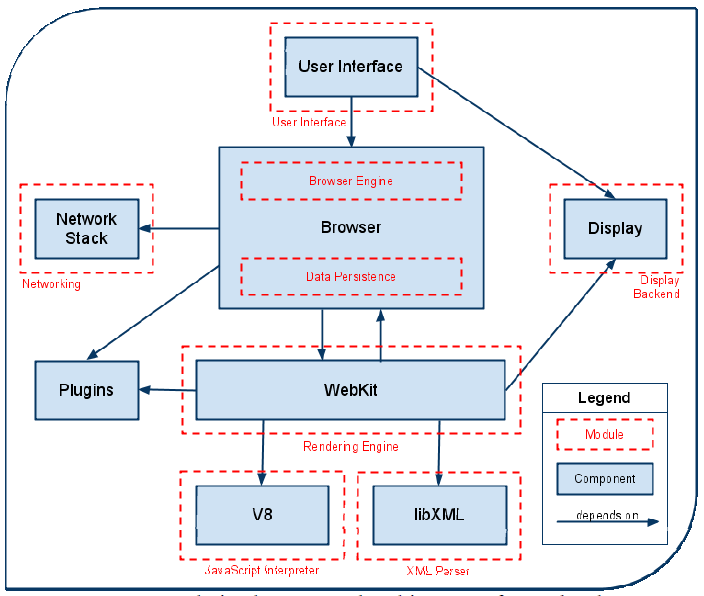 User Interface
User Interface
Browser Engine
Browser
Data Persistence
Network
Stack
Networking
Display
Display
Backend
Plugins
WebKit
Rendering Engine
V8
JavaScript Interpreter
libXML
XML Parser
Legend
Module
Component
depends on